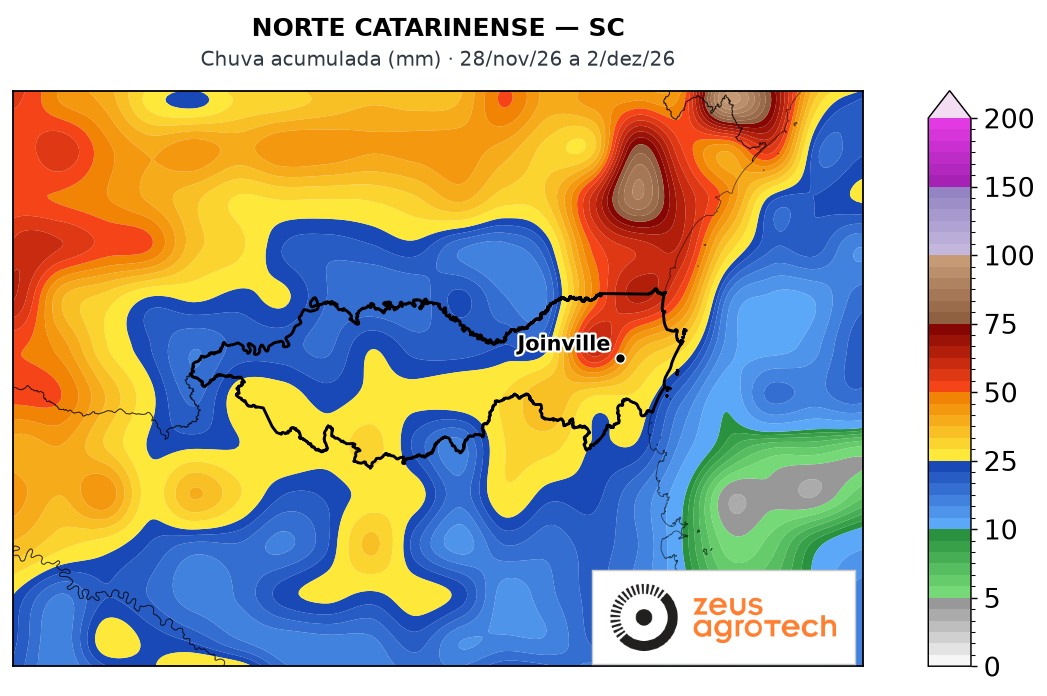 NORTE CATARINENSE — SC
Chuva acumulada (mm) · 28/nov/26 a 2/dez/26
Joinville
200
150
100
75
50
25
10
5
0
zeus
agrotech